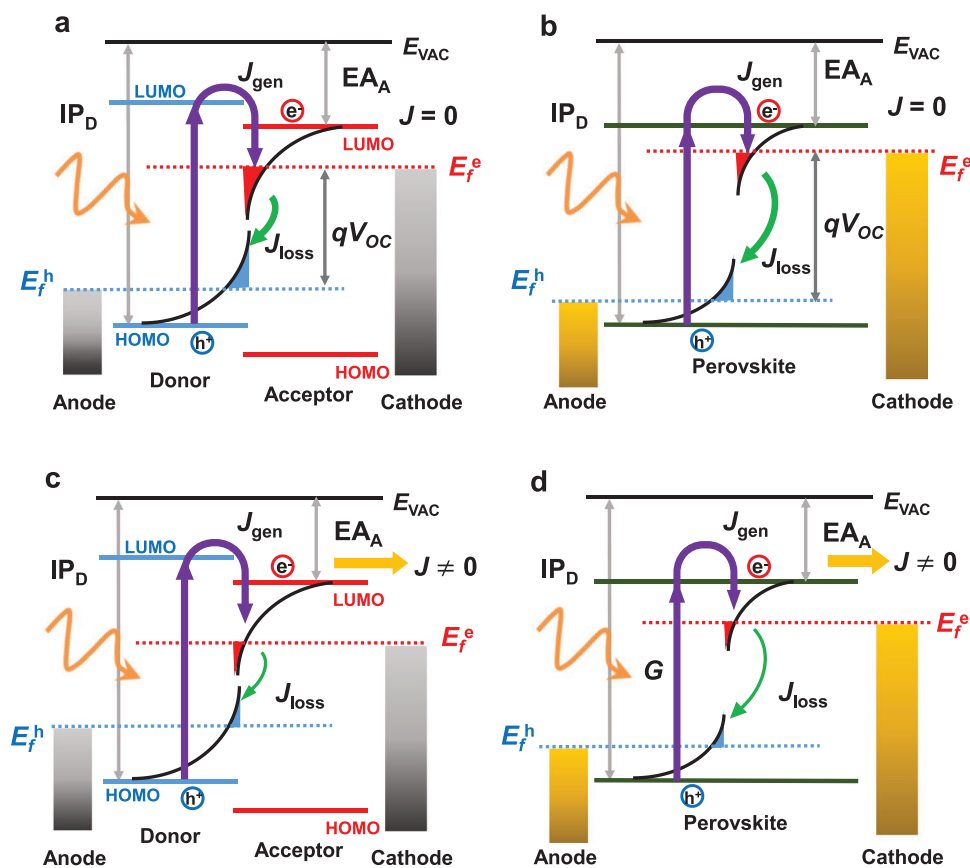 a
E_VAC
J_gen
EA_A
LUMO
IP_D
e-
J = 0
LUMO
E_f^e
qV_OC
J_loss
E_f^h
HOMO
h+
HOMO
Donor
Acceptor
Anode
Cathode
b
E_VAC
J_gen
EA_A
IP_D
e-
J = 0
E_f^e
qV_OC
J_loss
E_f^h
h+
Perovskite
Anode
Cathode
c
E_VAC
J_gen
EA_A
LUMO
IP_D
e-
J ≠ 0
LUMO
E_f^e
J_loss
E_f^h
HOMO
h+
HOMO
Donor
Acceptor
Anode
Cathode
d
E_VAC
J_gen
EA_A
IP_D
e-
J ≠ 0
E_f^e
G
J_loss
E_f^h
h+
Perovskite
Anode
Cathode